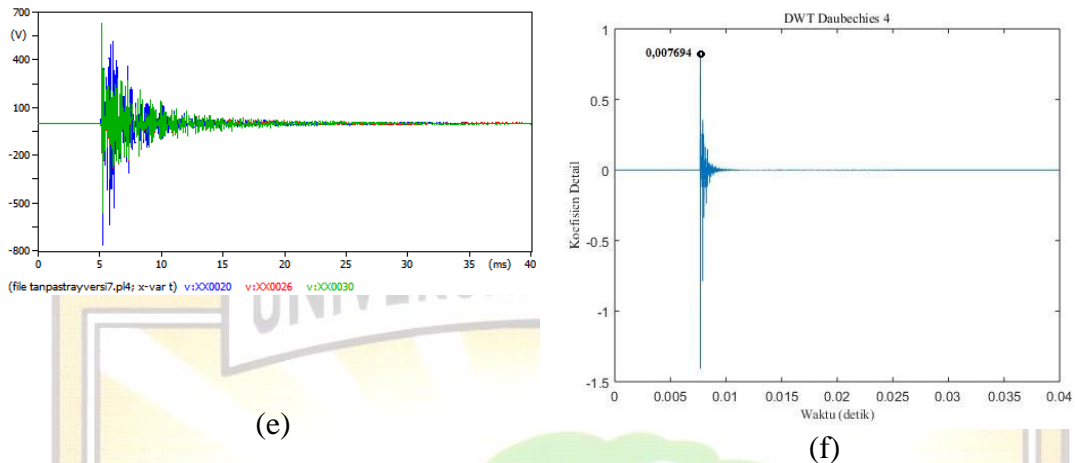 700
(V)
400
100
-200
-500
-800
0 5 10 15 20 25 30 35 (ms) 40
(file tanpastrayversi7.pl4; x-var t) v:XX0020 v:XX0026 v:XX0030
(e)
DWT Daubechies 4
1
0,007694
0.5
0
-0.5
-1
-1.5
Koefisien Detail
0 0.005 0.01 0.015 0.02 0.025 0.03 0.035 0.04
Waktu (detik)
(f)